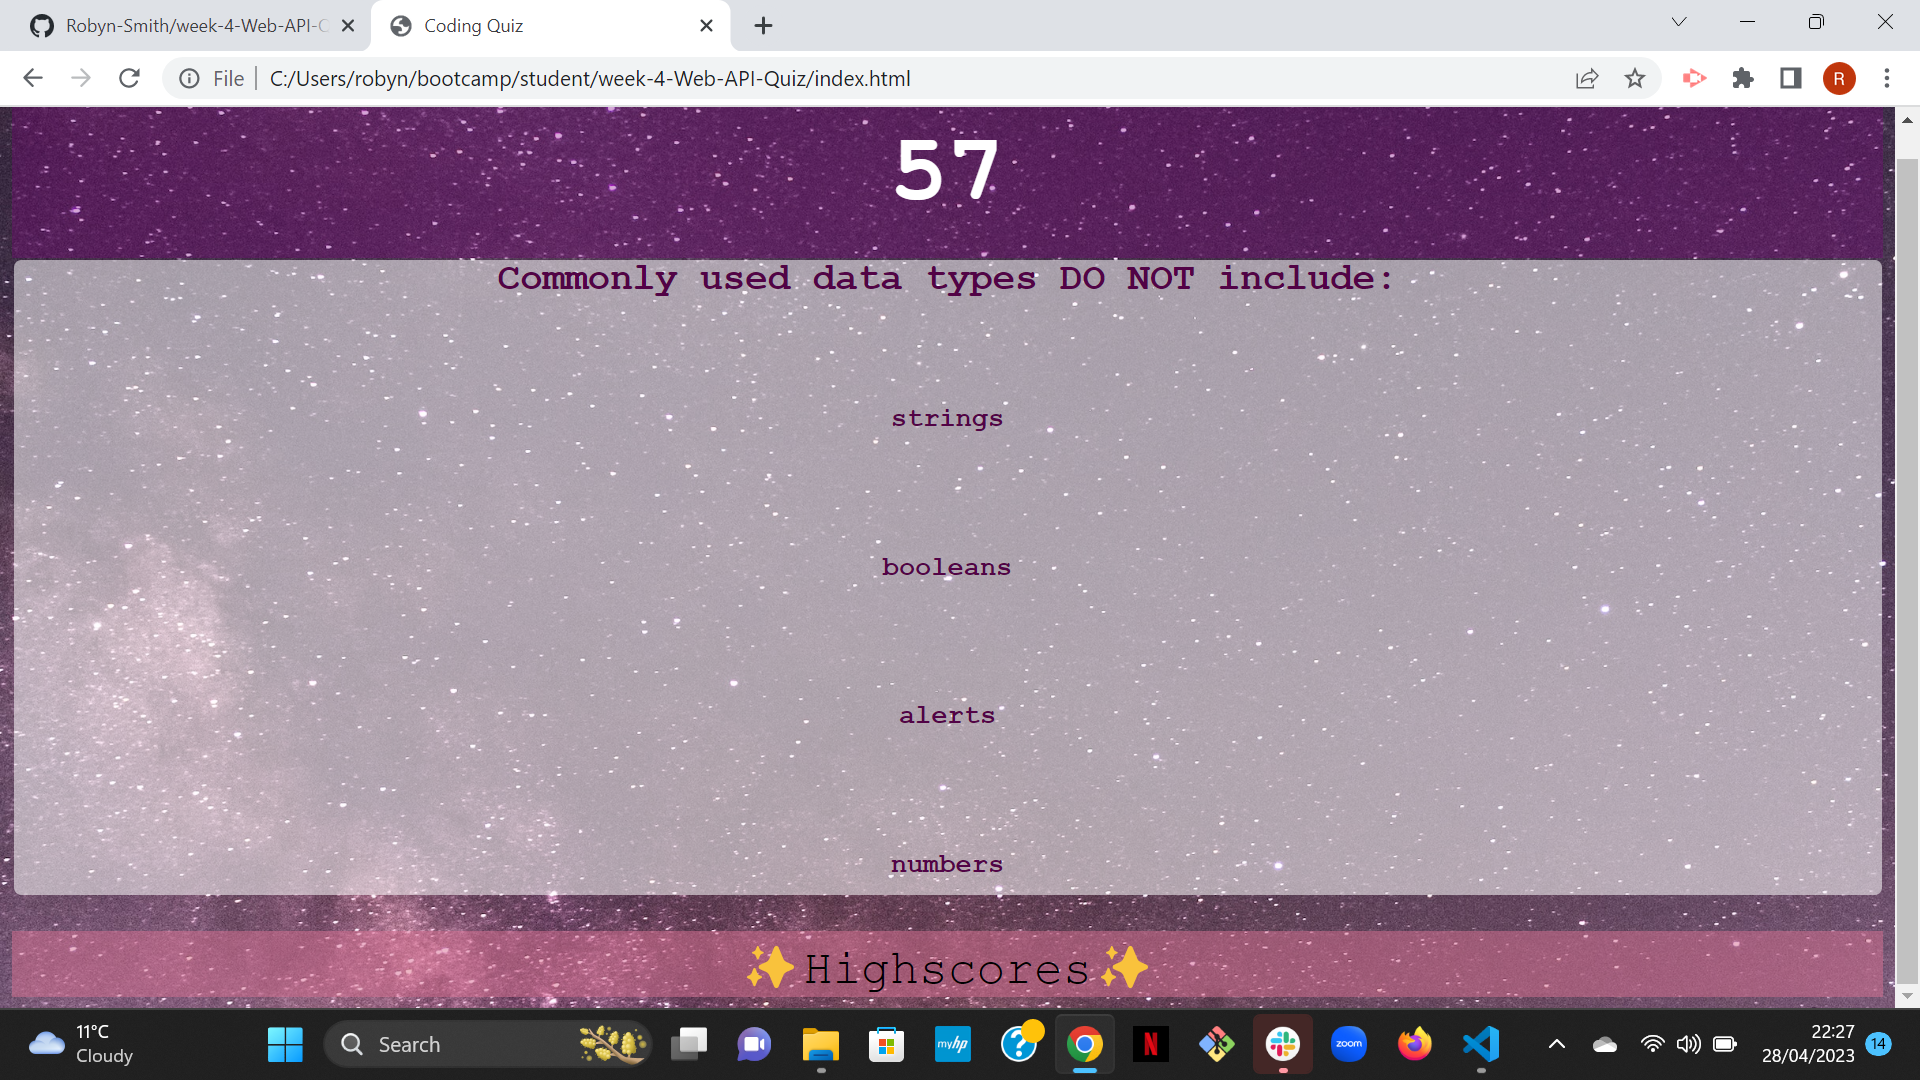 Robyn-Smith/week-4-Web-API-Q
Coding Quiz
File
C:/Users/robyn/bootcamp/student/week-4-Web-API-Quiz/index.html
R
57
Commonly used data types DO NOT include:
strings
booleans
alerts
numbers
✨Highscores✨
11°C
Cloudy
Search
myhp
?
N
zoom
22:27
28/04/2023
14